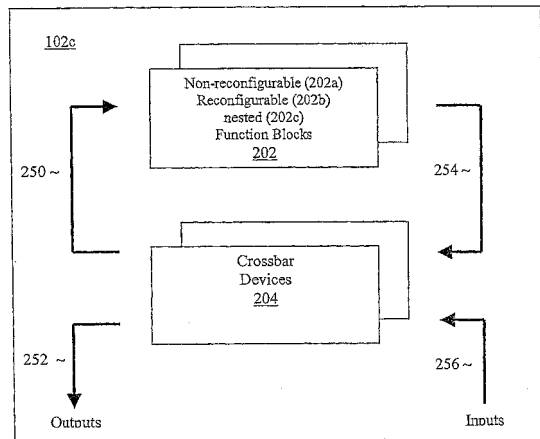 102c
Non-reconfigurable (202a)
Reconfigurable (202b)
nested (202c)
Function Blocks
202
250 ~
254 ~
Crossbar
Devices
204
252 ~
256 ~
Outputs
Inputs